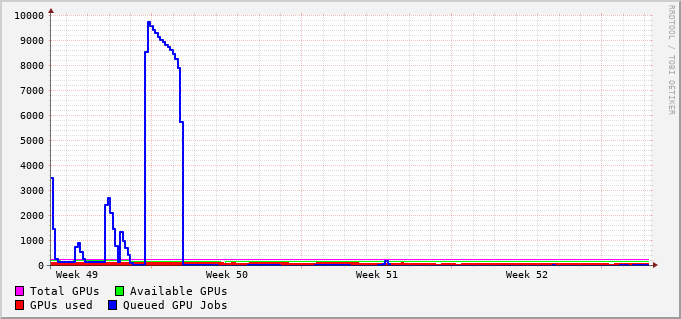 10000
9000
8000
7000
6000
5000
4000
3000
2000
1000
0
Week 49 Week 50 Week 51 Week 52
Total GPUs Available GPUs
GPUs used Queued GPU Jobs
RRDTOOL / TOBI OETIKER